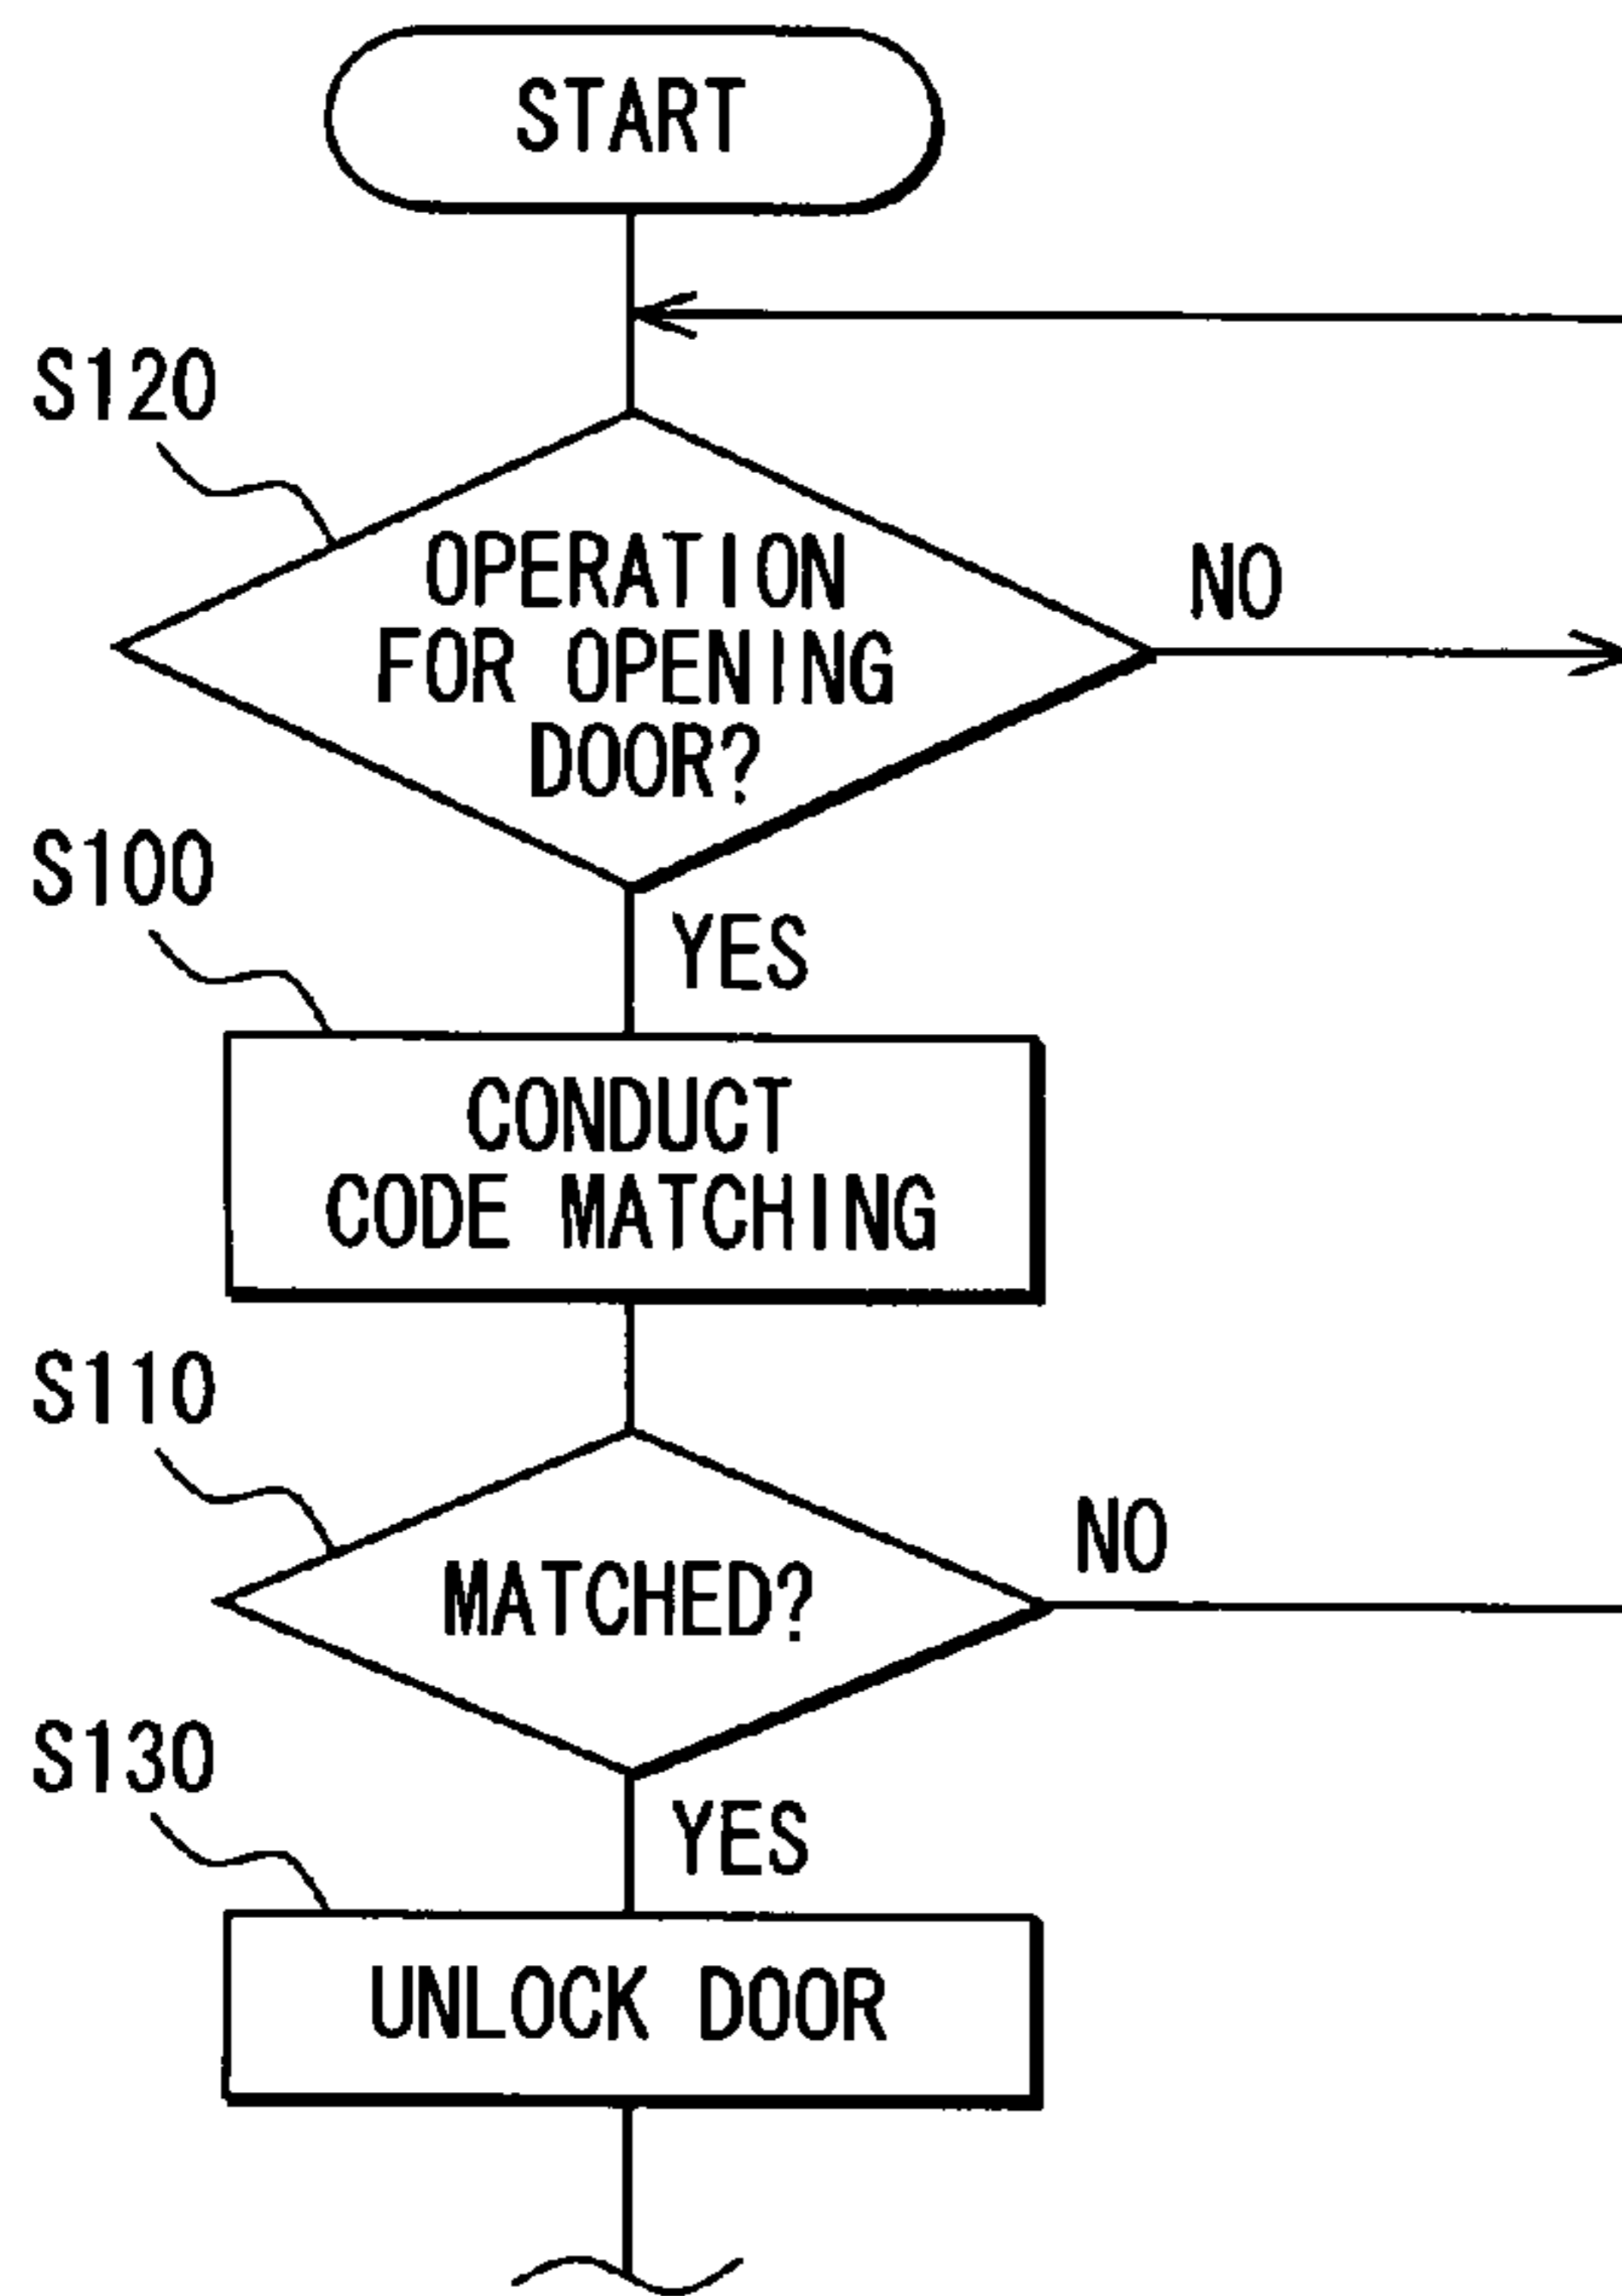 START
S120
OPERATION
FOR OPENING
DOOR?
NO
S100
YES
CONDUCT
CODE MATCHING
S110
MATCHED?
NO
S130
YES
UNLOCK DOOR